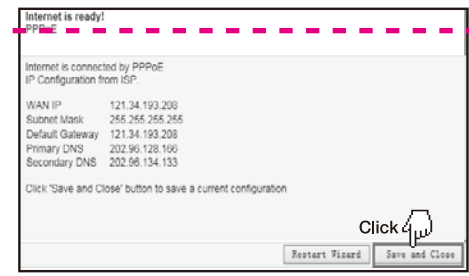 Internet is ready!
PPPoE
Internet is connected by PPPoE
IP Configuration from ISP.
WAN IP 121.34.193.208
Subnet Mask 255.255.255.255
Default Gateway 121.34.193.208
Primary DNS 202.96.128.166
Secondary DNS 202.96.134.133
Click 'Save and Close' button to save a current configuration
Click
Restart Wizard Save and Close